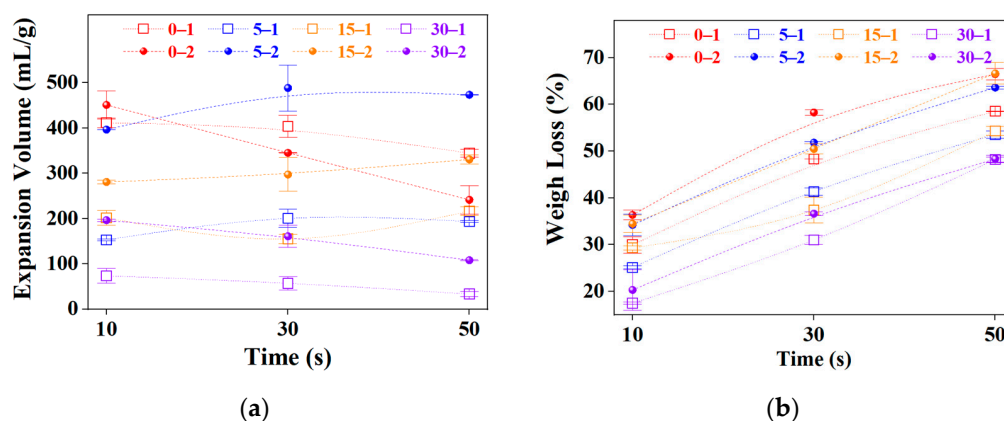 0–1 5–1 15–1 30–1
0–2 5–2 15–2 30–2
Expansion Volume (mL/g)
500
400
300
200
100
0
10 30 50
Time (s)
(a)
0–1 5–1 15–1 30–1
0–2 5–2 15–2 30–2
Weigh Loss (%)
70
60
50
40
30
20
10 30 50
Time (s)
(b)